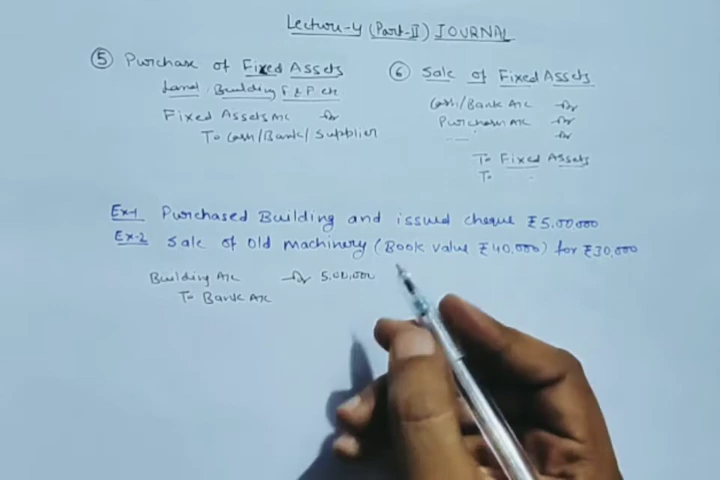 Lecture-4 (Part-II) JOURNAL
⑤ Purchase of Fixed Assets
Land, Building F & F. etc
Fixed Assets A/c Dr
To Cash/Bank/Supplier
⑥ Sale of Fixed Assets
Cash/Bank A/c Dr
Purchaser A/c Dr
..... Dr
To Fixed Assets
To
Ex-1 Purchased Building and issued cheque ₹5,00,000
Ex-2 Sale of Old machinery (Book value ₹40,000) for ₹30,000
Building A/c Dr 5,00,000
To Bank A/c